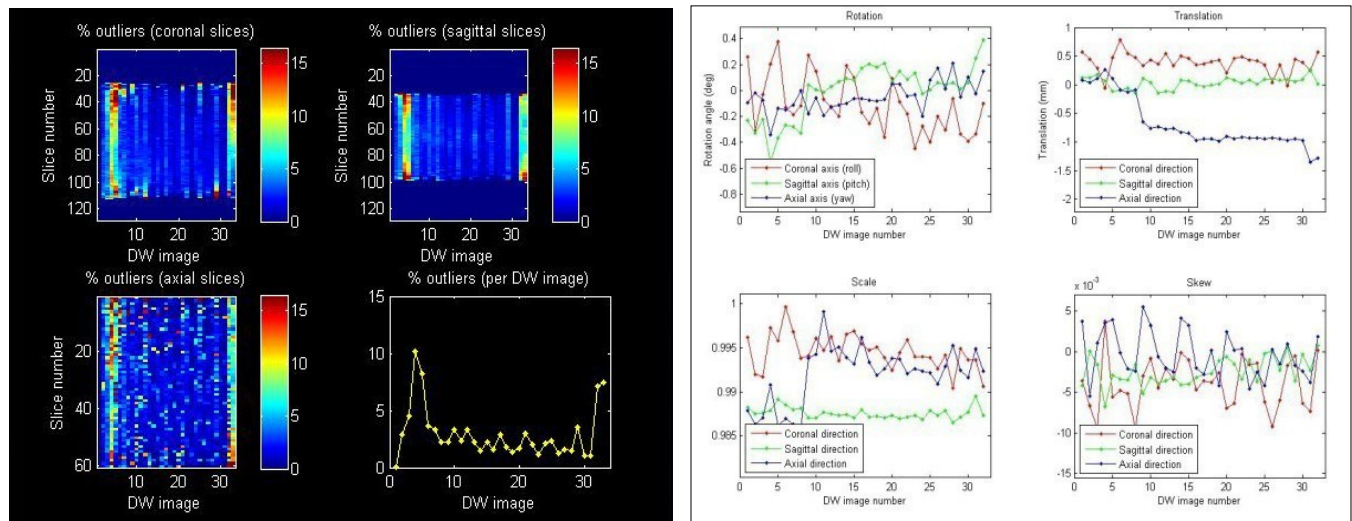 % outliers (coronal slices)
Slice number
20
40
60
80
100
120
10 20 30
DW image
15
10
5
0
% outliers (sagittal slices)
Slice number
20
40
60
80
100
120
10 20 30
DW image
15
10
5
0
% outliers (axial slices)
Slice number
20
40
60
10 20 30
DW image
15
10
5
0
% outliers (per DW image)
15
10
5
0
0 10 20 30
DW image
Rotation
Rotation angle (deg)
0.4
0.2
0
-0.2
-0.4
-0.6
-0.8
Coronal axis (roll)
Sagittal axis (pitch)
Axial axis (yaw)
0 5 10 15 20 25 30
DW image number
Translation
Translation (mm)
1.5
1
0.5
0
-0.5
-1
-1.5
-2
Coronal direction
Sagittal direction
Axial direction
0 5 10 15 20 25 30
DW image number
Scale
1
0.995
0.99
0.985
Coronal direction
Sagittal direction
Axial direction
0 5 10 15 20 25 30
DW image number
Skew
x 10-3
5
0
-5
-10
-15
Coronal direction
Sagittal direction
Axial direction
0 5 10 15 20 25 30
DW image number